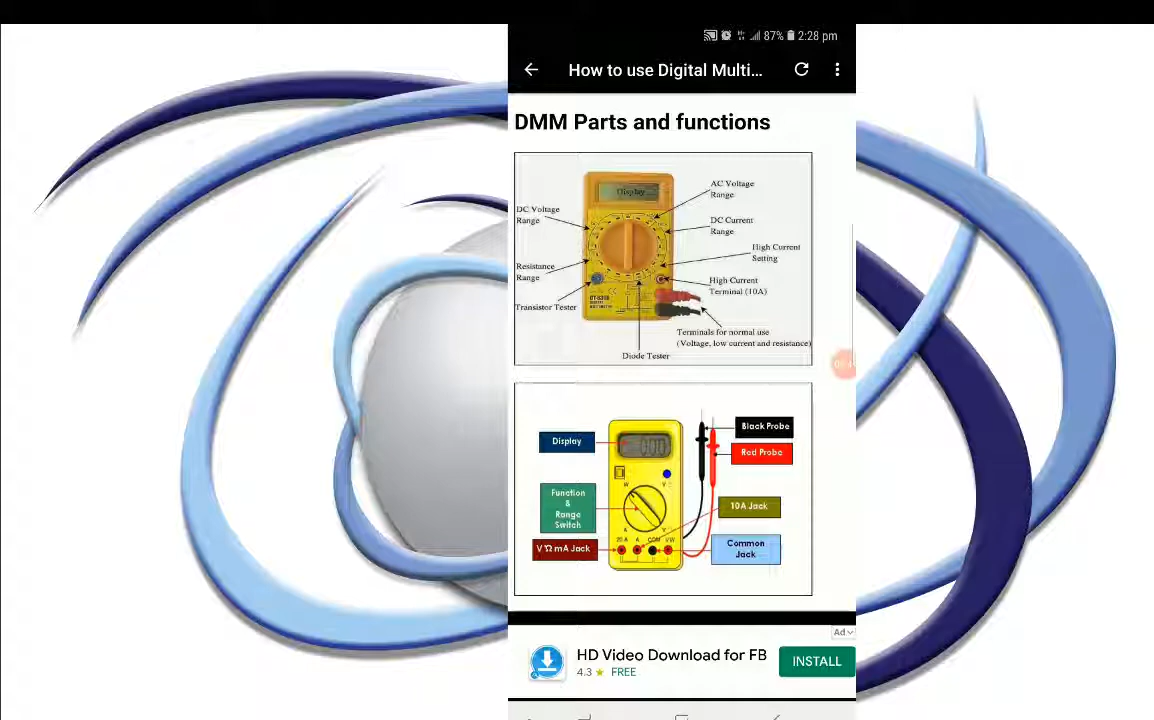 87% 2:28 pm
How to use Digital Multi...
DMM Parts and functions
Display
AC Voltage
Range
DC Voltage
Range
DC Current
Range
High Current
Setting
Resistance
Range
High Current
Terminal (10A)
Transistor Tester
Terminals for normal use
(Voltage, low current and resistance)
Diode Tester
Black Probe
Display
Red Probe
Function
&
Range
Switch
10A Jack
V Ω mA Jack
Common
Jack
20A A COM
Ad
HD Video Download for FB
4.3 ★ FREE
INSTALL